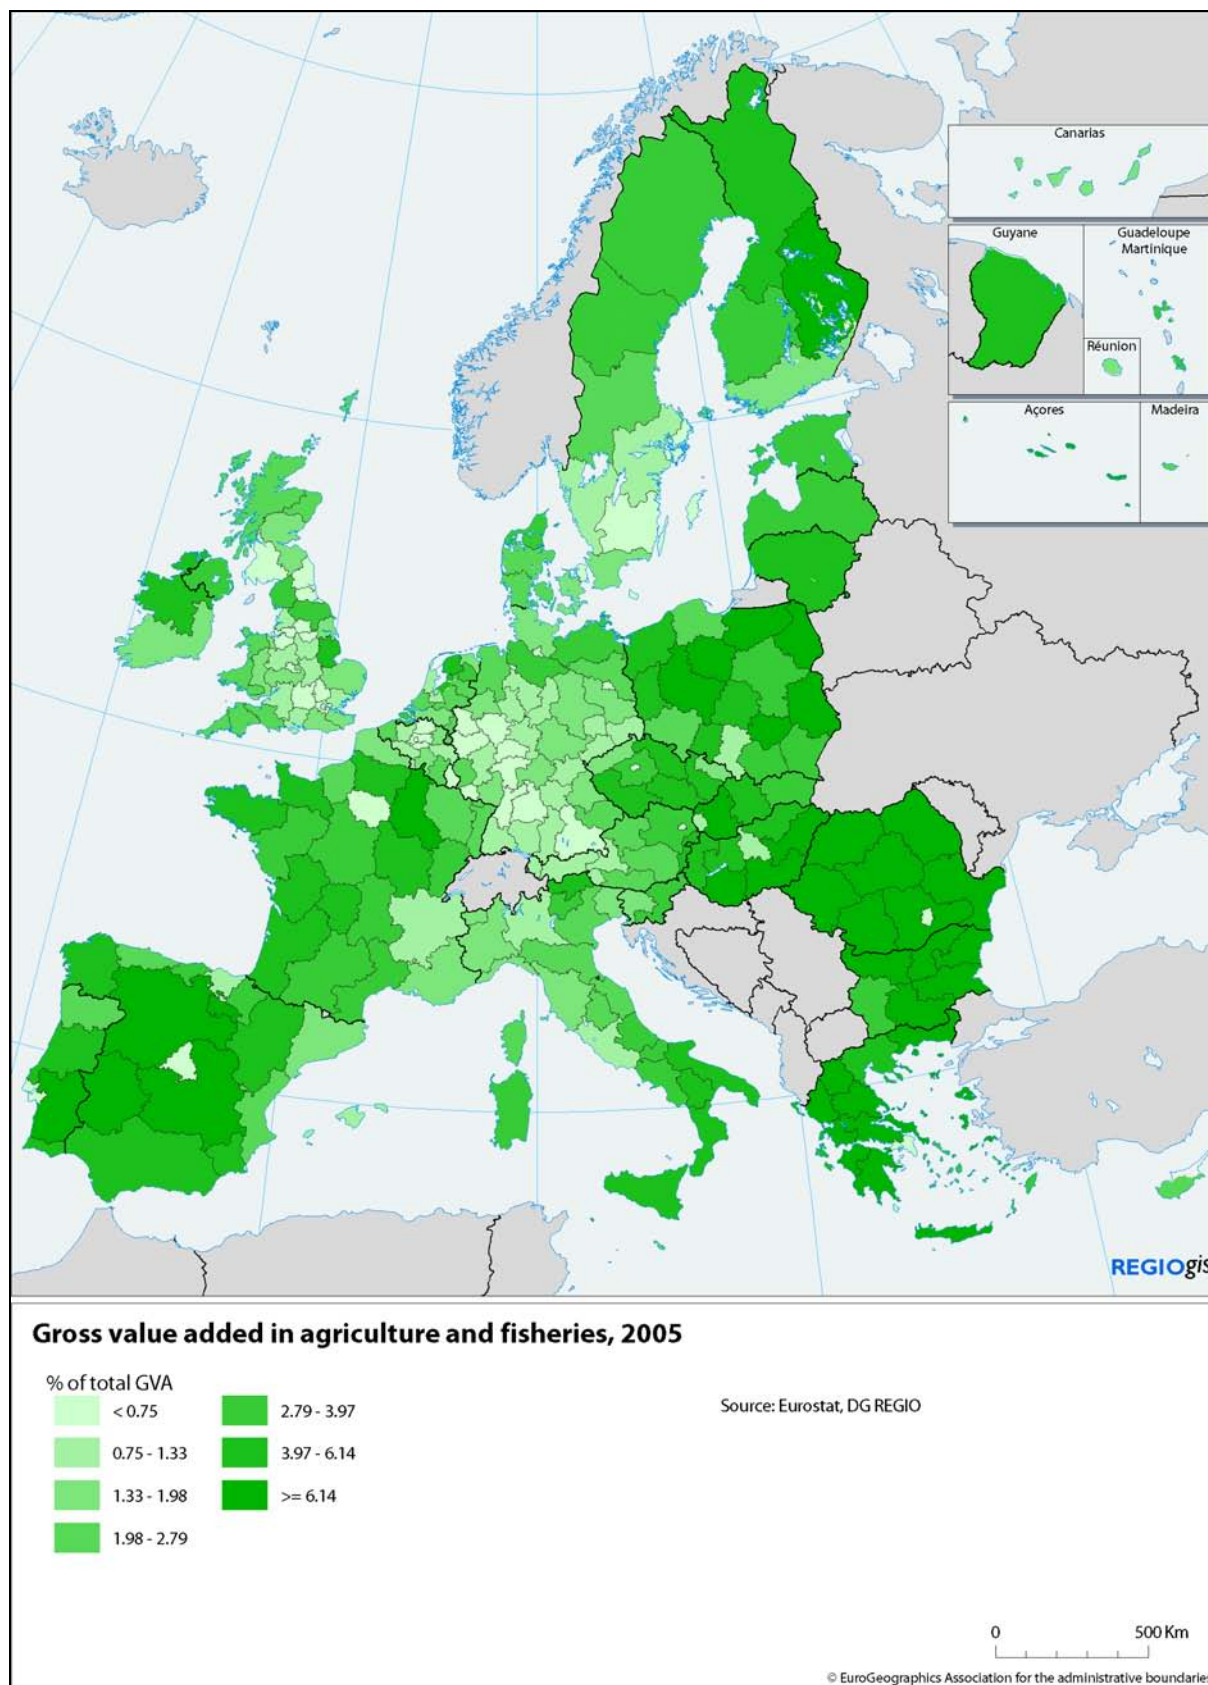 Canarias
Guyane
Guadeloupe
Martinique
Réunion
Açores
Madeira
REGIOgis
Gross value added in agriculture and fisheries, 2005
% of total GVA
< 0.75
0.75 - 1.33
1.33 - 1.98
1.98 - 2.79
2.79 - 3.97
3.97 - 6.14
>= 6.14
Source: Eurostat, DG REGIO
0
500 Km
© EuroGeographics Association for the administrative boundaries